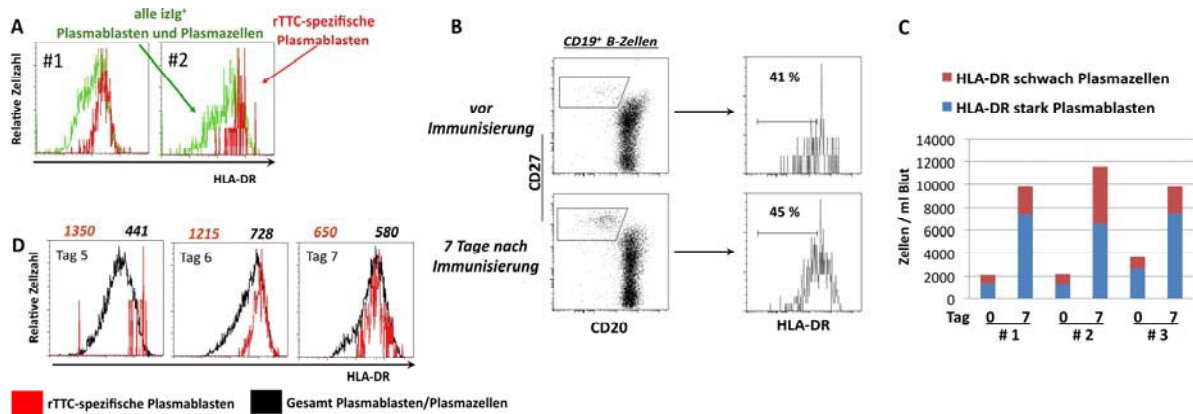 A
alle izIg⁺
Plasmablasten und Plasmazellen
rTTC-spezifische
Plasmablasten
Relative Zellzahl
#1
#2
HLA-DR
B
CD19⁺ B-Zellen
vor
Immunisierung
41 %
CD27
7 Tage nach
Immunisierung
45 %
CD20
HLA-DR
C
HLA-DR schwach Plasmazellen
HLA-DR stark Plasmablasten
Zellen / ml Blut
14000
12000
10000
8000
6000
4000
2000
0
Tag
0 7 0 7 0 7
# 1 # 2 # 3
D
1350 441 1215 728 650 580
Relative Zellzahl
Tag 5 Tag 6 Tag 7
HLA-DR
rTTC-spezifische Plasmablasten
Gesamt Plasmablasten/Plasmazellen